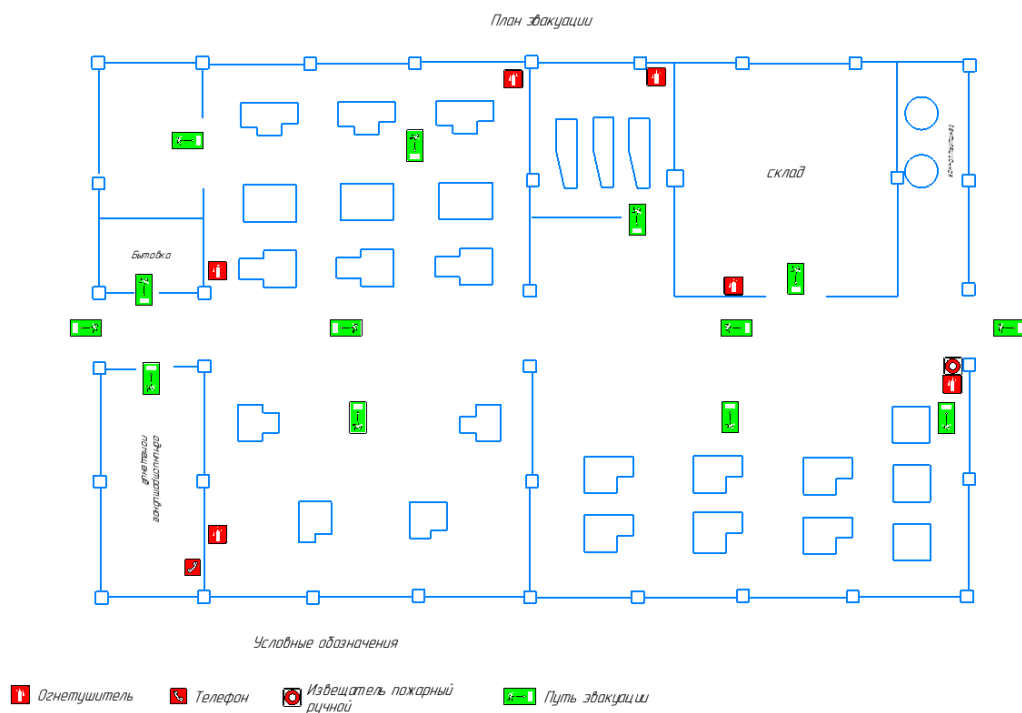 План эвакуации
склад
Бытовка
Условные обозначения
Огнетушитель
Телефон
Извещатель пожарный
ручной
Путь эвакуации